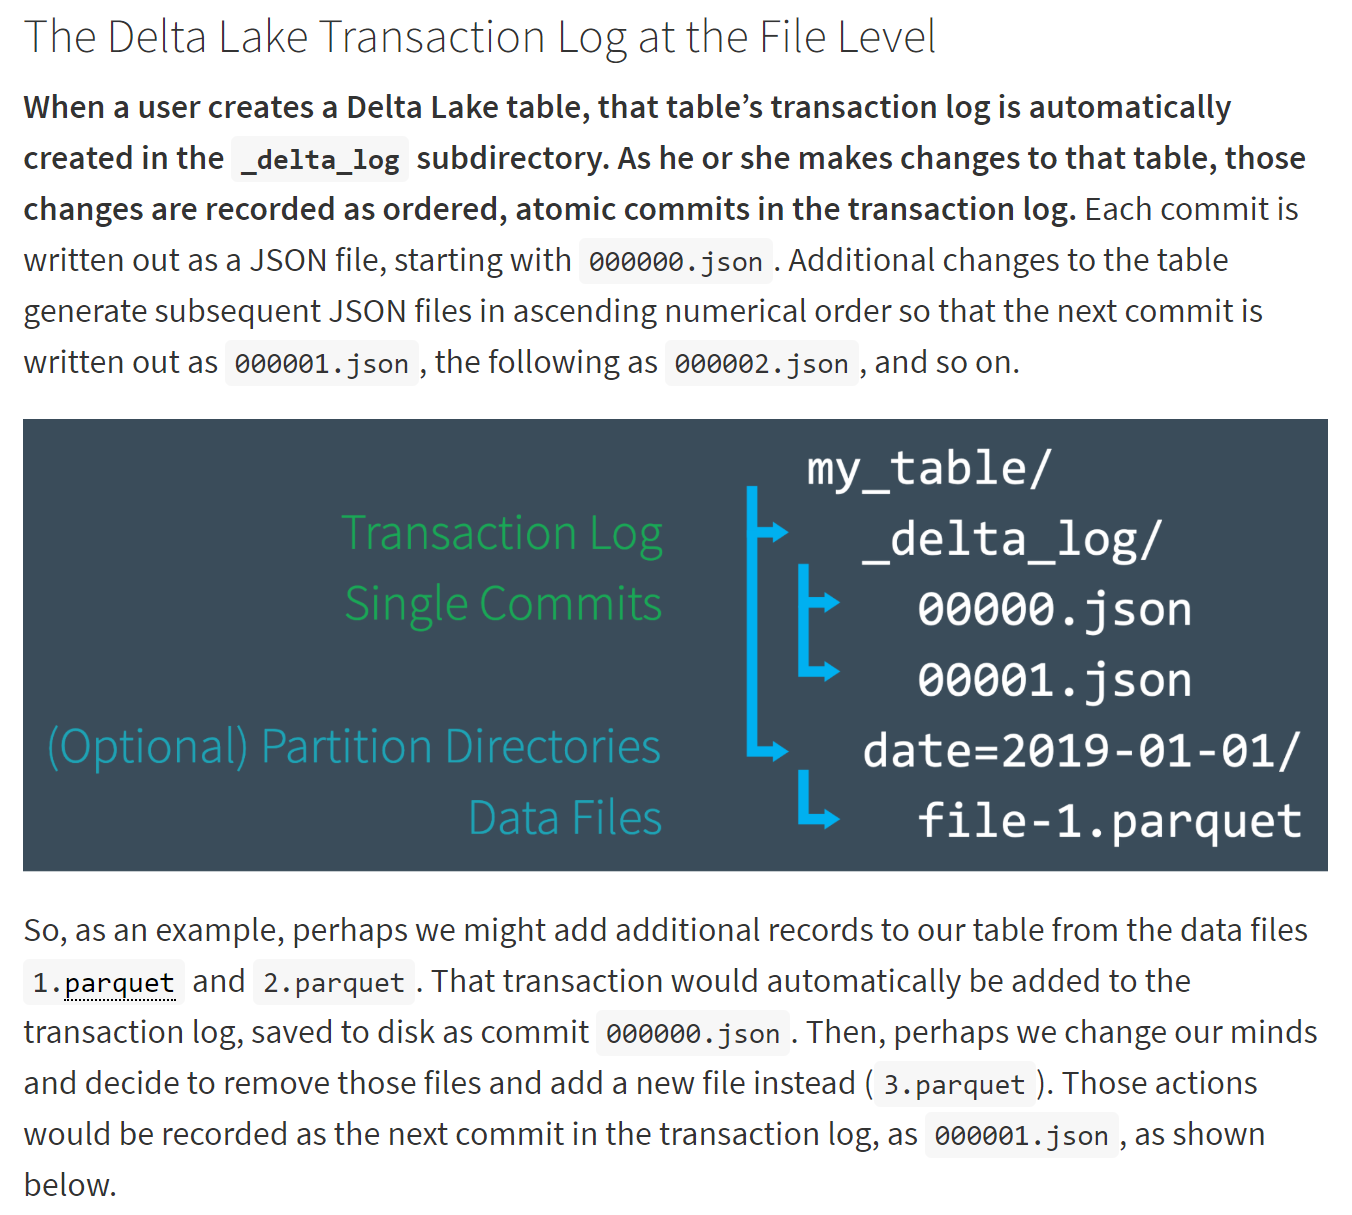 The Delta Lake Transaction Log at the File Level
When a user creates a Delta Lake table, that table’s transaction log is automatically
created in the _delta_log subdirectory. As he or she makes changes to that table, those
changes are recorded as ordered, atomic commits in the transaction log. Each commit is
written out as a JSON file, starting with 000000.json . Additional changes to the table
generate subsequent JSON files in ascending numerical order so that the next commit is
written out as 000001.json , the following as 000002.json , and so on.
my_table/
Transaction Log _delta_log/
Single Commits 00000.json
00001.json
(Optional) Partition Directories date=2019-01-01/
Data Files file-1.parquet
So, as an example, perhaps we might add additional records to our table from the data files
1.parquet and 2.parquet . That transaction would automatically be added to the
transaction log, saved to disk as commit 000000.json . Then, perhaps we change our minds
and decide to remove those files and add a new file instead ( 3.parquet ). Those actions
would be recorded as the next commit in the transaction log, as 000001.json , as shown
below.